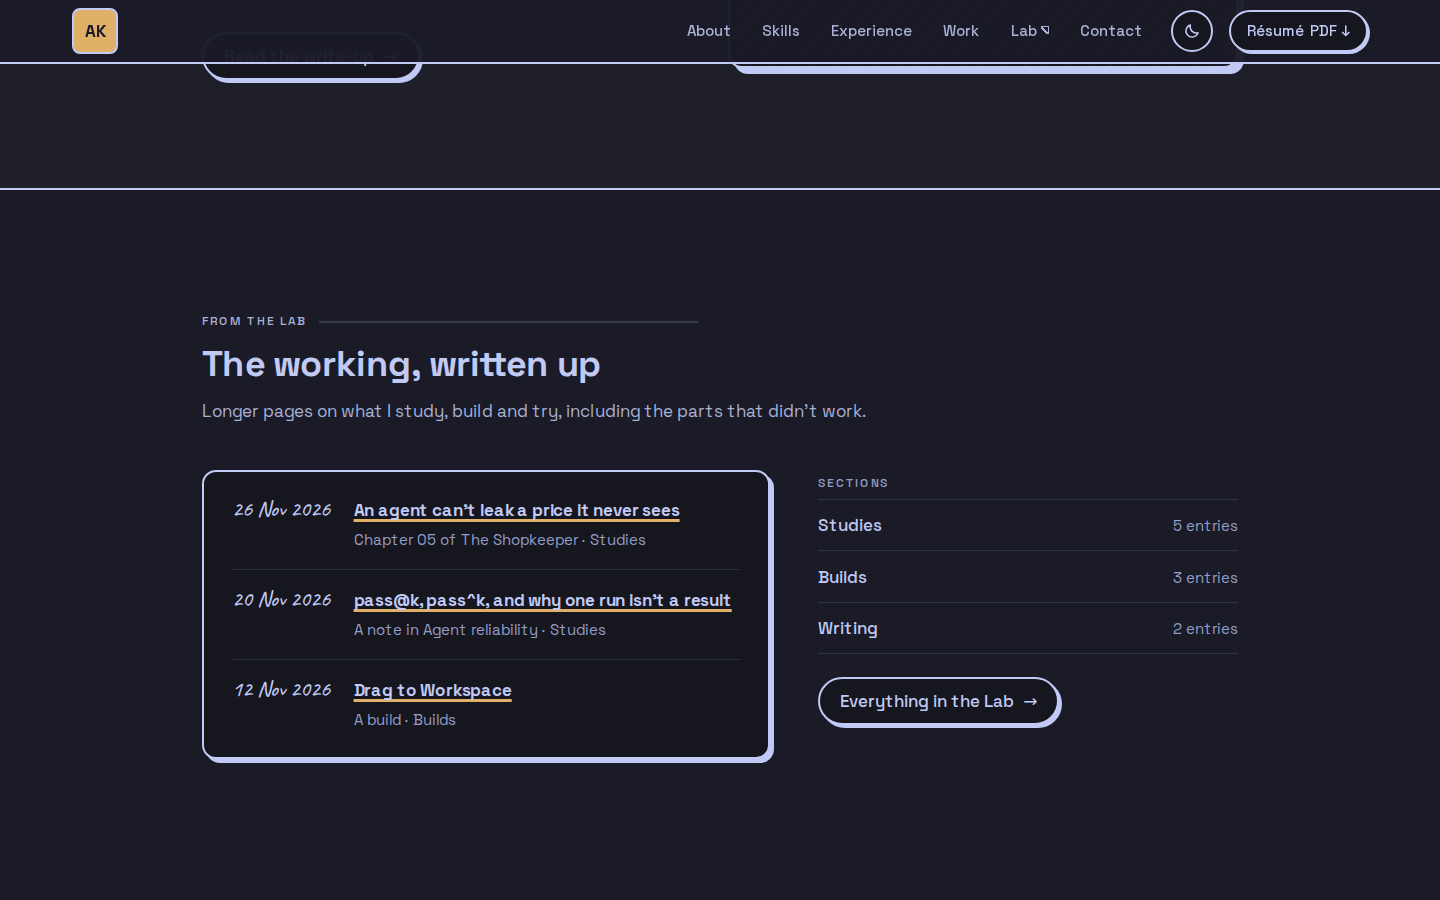 AK
About
Skills
Experience
Work
Lab
Contact
Résumé PDF ↓
Read the write-up →
FROM THE LAB
The working, written up
Longer pages on what I study, build and try, including the parts that didn’t work.
26 Nov 2026
An agent can’t leak a price it never sees
Chapter 05 of The Shopkeeper · Studies
20 Nov 2026
pass@k, pass^k, and why one run isn’t a result
A note in Agent reliability · Studies
12 Nov 2026
Drag to Workspace
A build · Builds
SECTIONS
Studies
5 entries
Builds
3 entries
Writing
2 entries
Everything in the Lab →